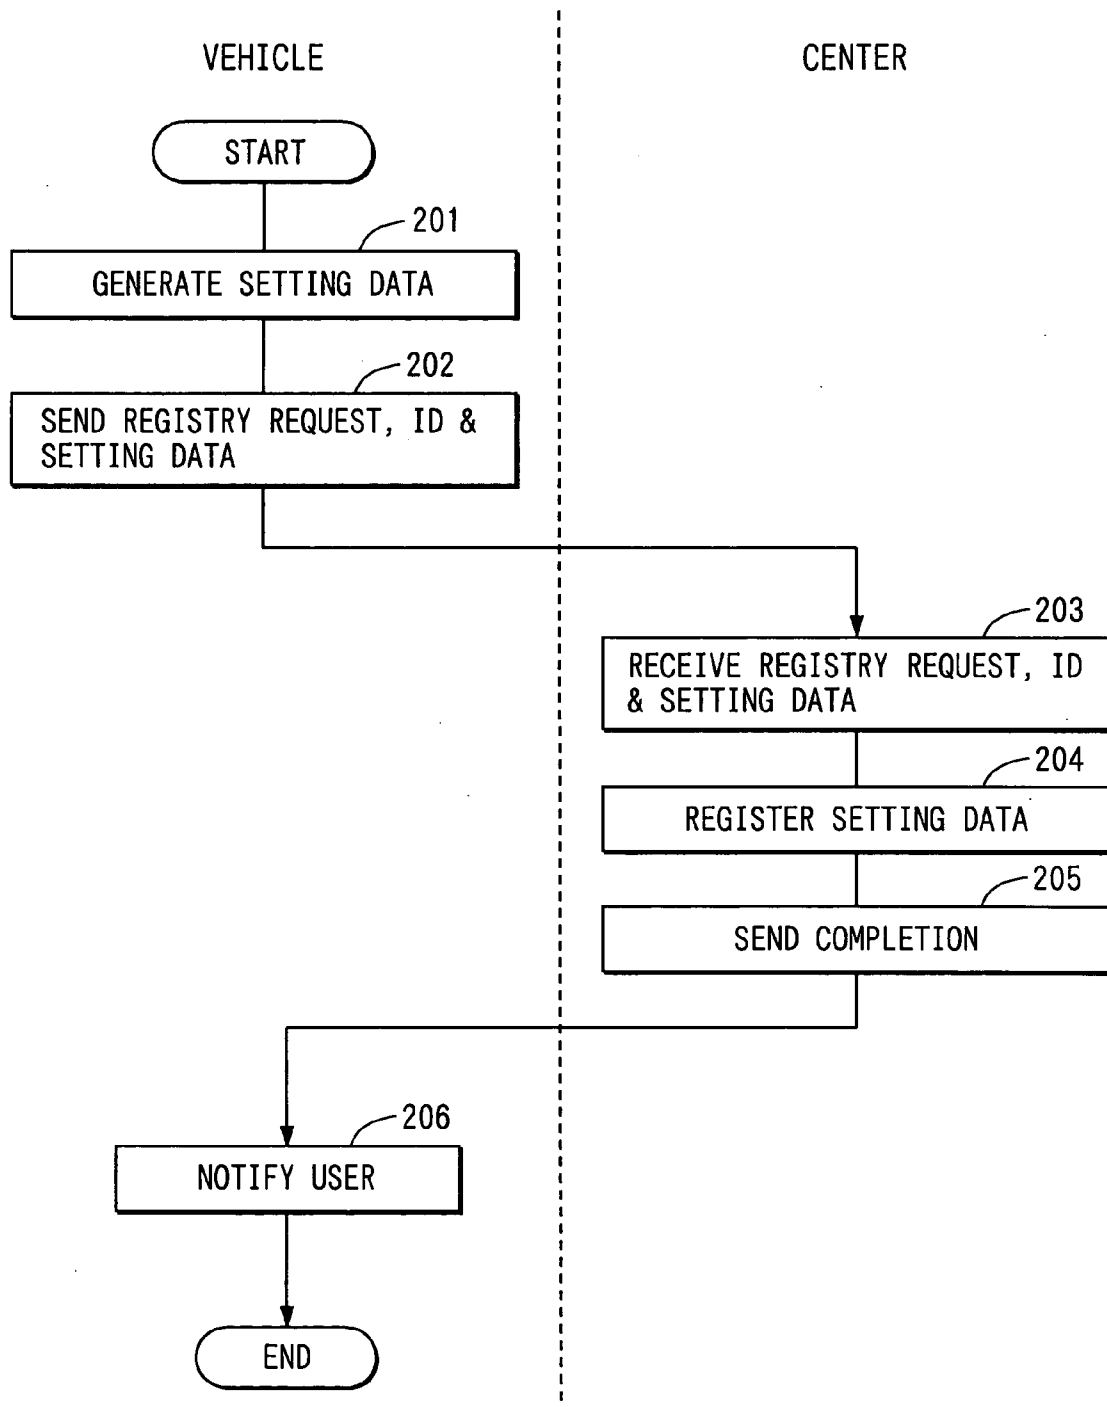 VEHICLE
CENTER
START
201
GENERATE SETTING DATA
202
SEND REGISTRY REQUEST, ID &
SETTING DATA
203
RECEIVE REGISTRY REQUEST, ID
& SETTING DATA
204
REGISTER SETTING DATA
205
SEND COMPLETION
206
NOTIFY USER
END